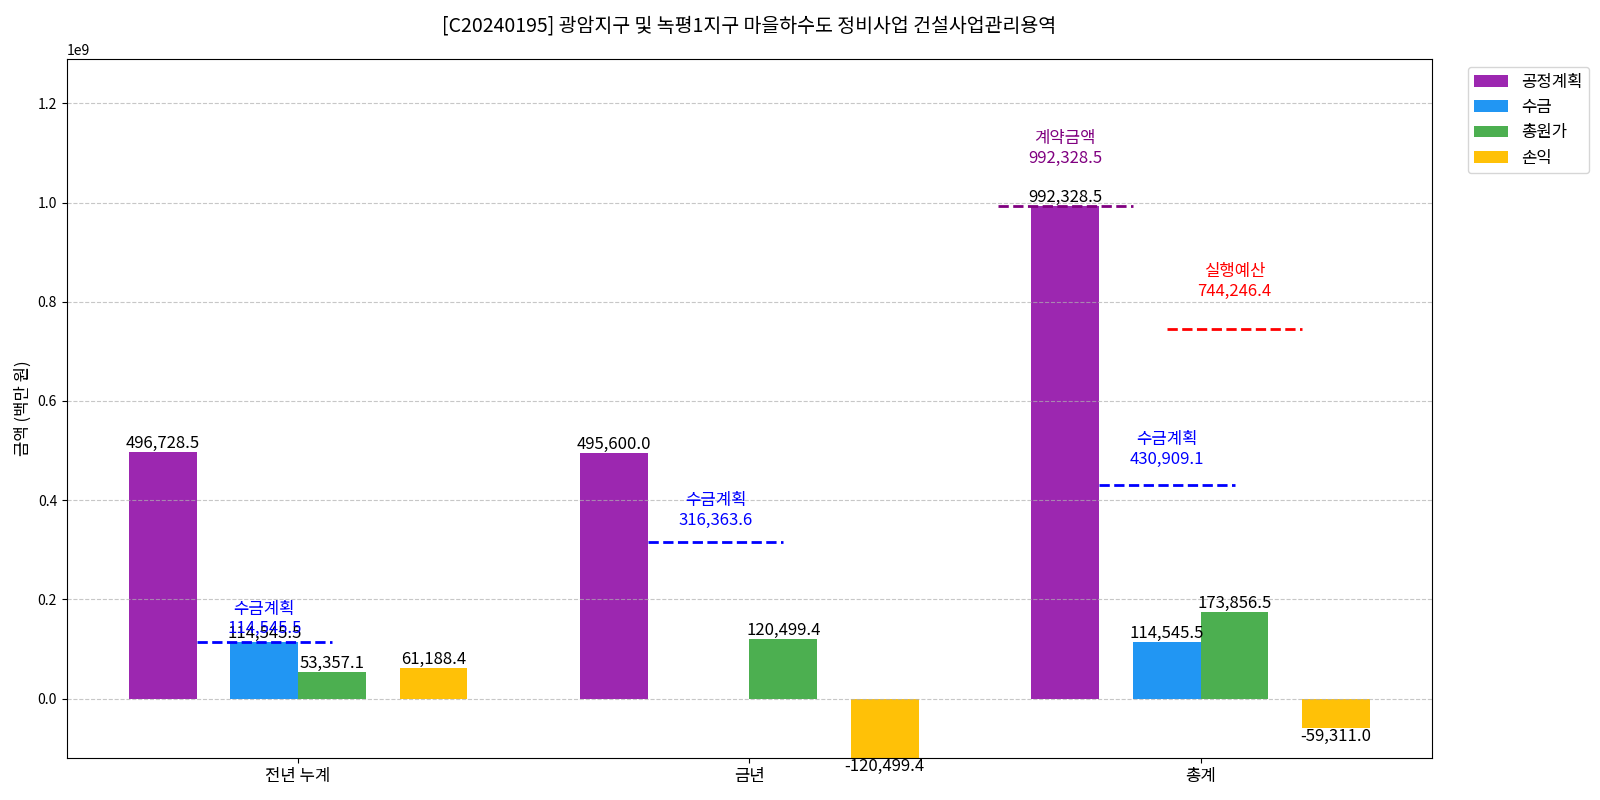 [C20240195] 광암지구 및 녹평1지구 마을하수도 정비사업 건설사업관리용역
1e9
공정계획
수금
총원가
손익
금액 (백만 원)
1.2
1.0
0.8
0.6
0.4
0.2
0.0
496,728.5
수금계획
114,545.5
114,545.5
53,357.1
61,188.4
495,600.0
수금계획
316,363.6
120,499.4
-120,499.4
계약금액
992,328.5
992,328.5
실행예산
744,246.4
수금계획
430,909.1
114,545.5
173,856.5
-59,311.0
전년 누계
금년
총계